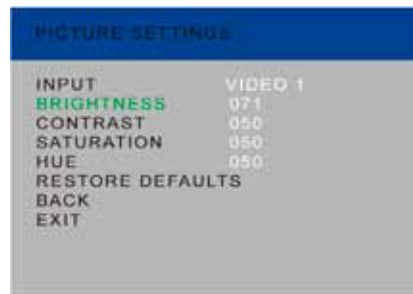 PICTURE SETTINGS
INPUT VIDEO 1
BRIGHTNESS 071
CONTRAST 050
SATURATION 050
HUE 050
RESTORE DEFAULTS
BACK
EXIT